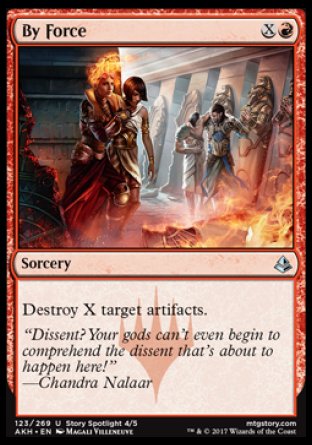 By Force X
Sorcery
Destroy X target artifacts.
“Dissent? Your gods can’t even begin to
comprehend the dissent that’s about to
happen here!”
—Chandra Nalaar
123/269 U Story Spotlight 4/5 mtgstory.com
AKH • EN Magali Villeneuve ™ & © 2017 Wizards of the Coast